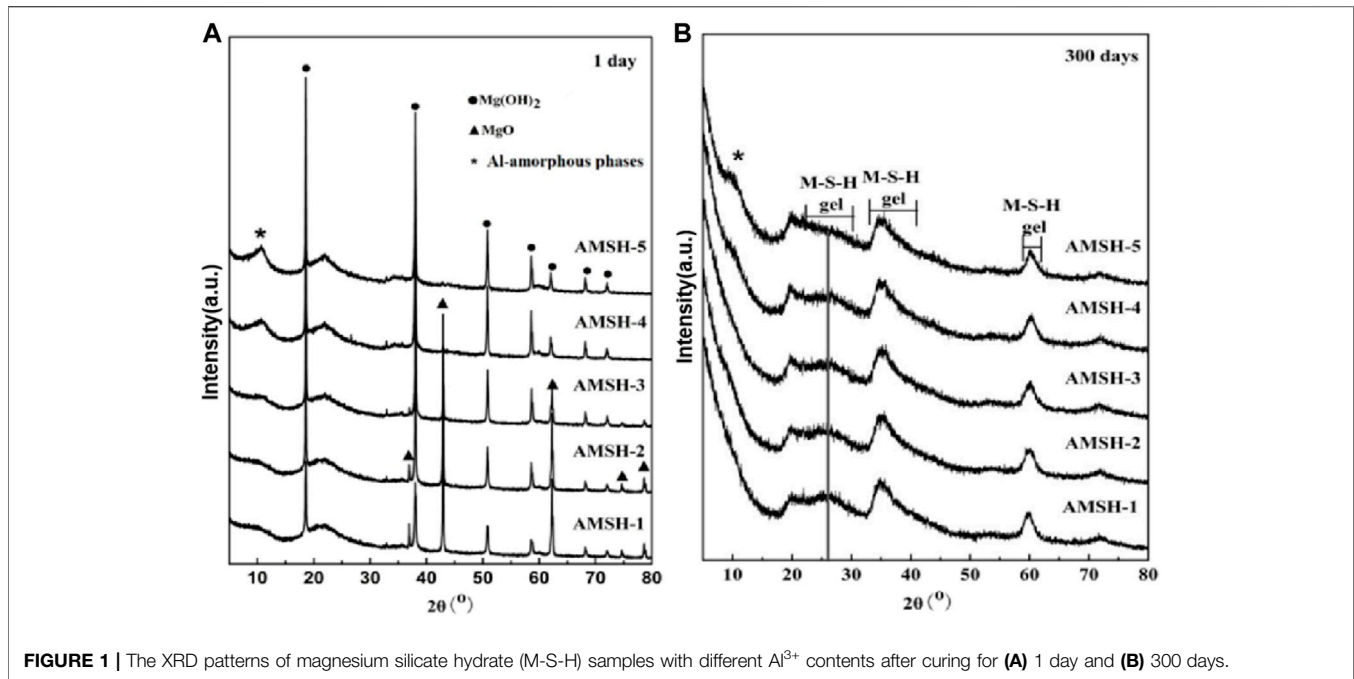 A
1 day
●Mg(OH)₂
▲MgO
* Al-amorphous phases
*
AMSH-5
AMSH-4
AMSH-3
AMSH-2
AMSH-1
Intensity(a.u.)
10 20 30 40 50 60 70 80
2θ(°)
B
300 days
*
M-S-H
gel
M-S-H
gel
M-S-H
gel
AMSH-5
AMSH-4
AMSH-3
AMSH-2
AMSH-1
Intensity(a.u.)
10 20 30 40 50 60 70 80
2θ(°)
FIGURE 1 | The XRD patterns of magnesium silicate hydrate (M-S-H) samples with different Al³⁺ contents after curing for (A) 1 day and (B) 300 days.